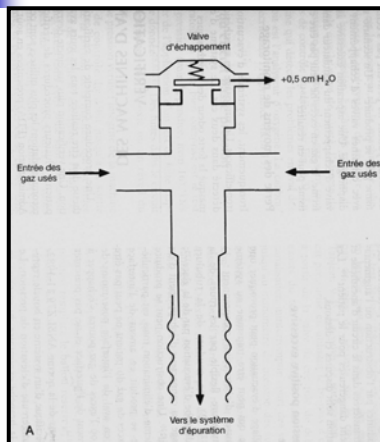 Valve
d'échappement
+0,5 cm H₂O
Entrée des
gaz usés
Entrée des
gaz usés
Vers le système
d'épuration
A